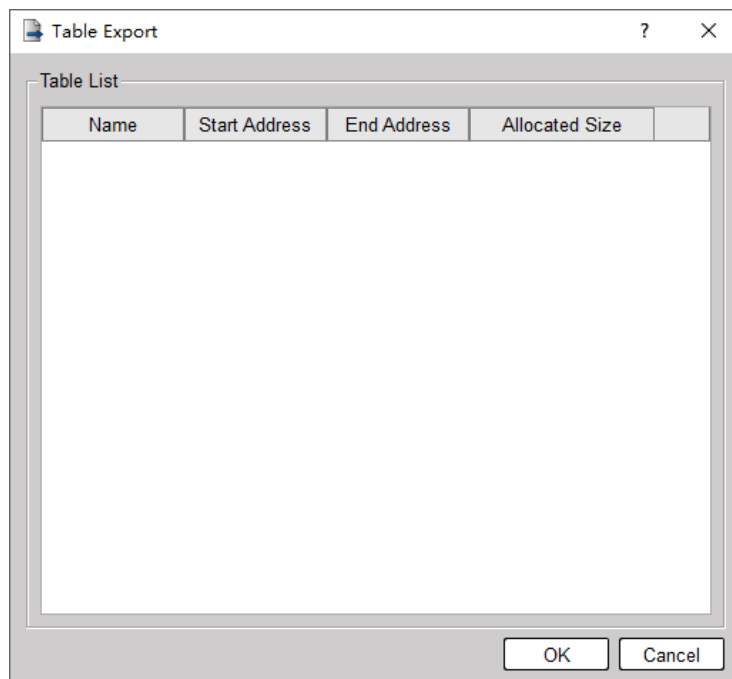 Table Export ? ×
Table List
Name Start Address End Address Allocated Size
OK Cancel